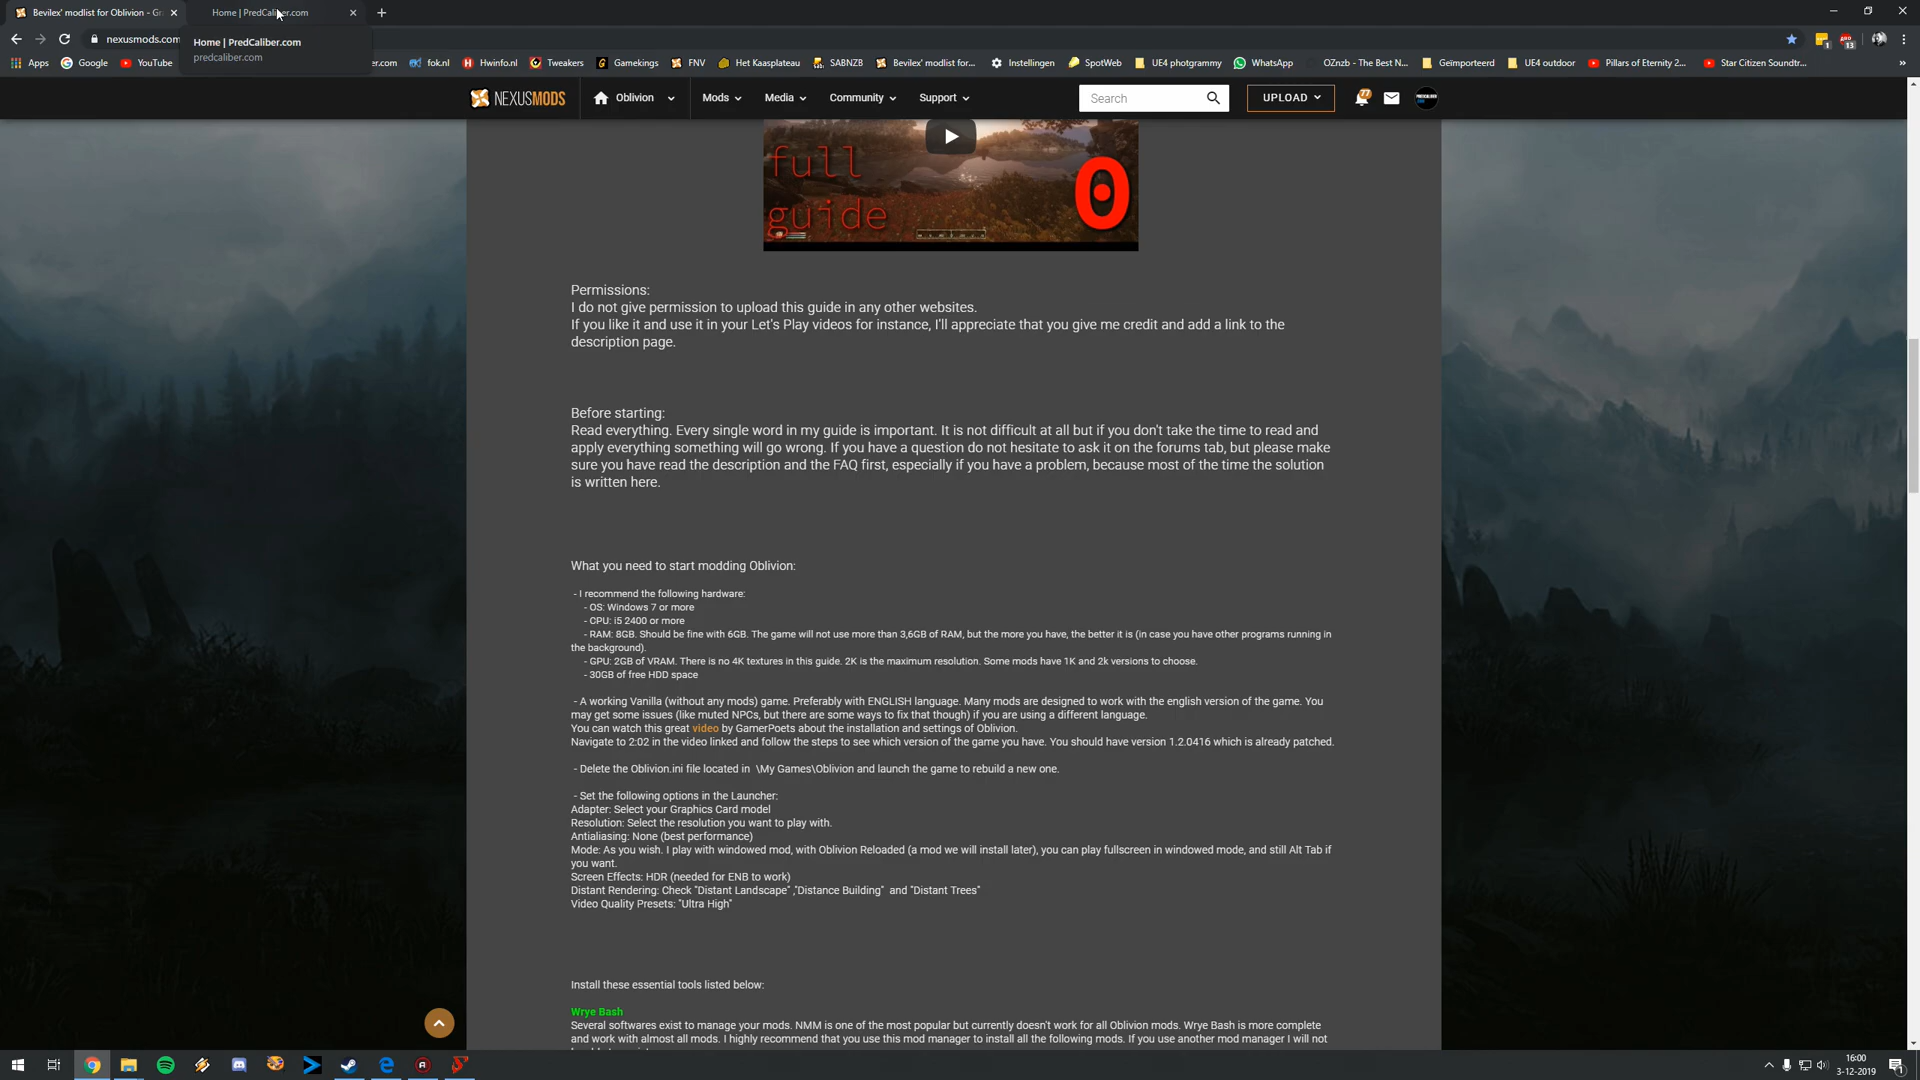 Bevilex' modlist for Oblivion - Gr
Home | PredCaliber.com
nexusmods.com
Home | PredCaliber.com
predcaliber.com
Apps
Google
YouTube
er.com
fok.nl
Hwinfo.nl
Tweakers
Gamekings
FNV
Het Kaasplateau
SABNZB
Bevilex' modlist for...
Instellingen
SpotWeb
UE4 photgrammy
WhatsApp
OZnzb - The Best N...
Geïmporteerd
UE4 outdoor
Pillars of Eternity 2...
Star Citizen Soundtr...
»
NEXUSMODS
Oblivion
Mods
Media
Community
Support
Search
UPLOAD
77
full
guide
0
Permissions:
I do not give permission to upload this guide in any other websites.
If you like it and use it in your Let's Play videos for instance, I'll appreciate that you give me credit and add a link to the
description page.
Before starting:
Read everything. Every single word in my guide is important. It is not difficult at all but if you don't take the time to read and
apply everything something will go wrong. If you have a question do not hesitate to ask it on the forums tab, but please make
sure you have read the description and the FAQ first, especially if you have a problem, because most of the time the solution
is written here.
What you need to start modding Oblivion:
- I recommend the following hardware:
- OS: Windows 7 or more
- CPU: i5 2400 or more
- RAM: 8GB. Should be fine with 6GB. The game will not use more than 3,6GB of RAM, but the more you have, the better it is (in case you have other programs running in
the background).
- GPU: 2GB of VRAM. There is no 4K textures in this guide. 2K is the maximum resolution. Some mods have 1K and 2k versions to choose.
- 30GB of free HDD space
- A working Vanilla (without any mods) game. Preferably with ENGLISH language. Many mods are designed to work with the english version of the game. You
may get some issues (like muted NPCs, but there are some ways to fix that though) if you are using a different language.
You can watch this great video by GamerPoets about the installation and settings of Oblivion.
Navigate to 2:02 in the video linked and follow the steps to see which version of the game you have. You should have version 1.2.0416 which is already patched.
- Delete the Oblivion.ini file located in \My Games\Oblivion and launch the game to rebuild a new one.
- Set the following options in the Launcher:
Adapter: Select your Graphics Card model
Resolution: Select the resolution you want to play with.
Antialiasing: None (best performance)
Mode: As you wish. I play with windowed mod, with Oblivion Reloaded (a mod we will install later), you can play fullscreen in windowed mode, and still Alt Tab if
you want.
Screen Effects: HDR (needed for ENB to work)
Distant Rendering: Check "Distant Landscape" ,"Distance Building" and "Distant Trees"
Video Quality Presets: "Ultra High"
Install these essential tools listed below:
Wrye Bash
Several softwares exist to manage your mods. NMM is one of the most popular but currently doesn't work for all Oblivion mods. Wrye Bash is more complete
and work with almost all mods. I highly recommend that you use this mod manager to install all the following mods. If you use another mod manager I will not
16:00
3-12-2019